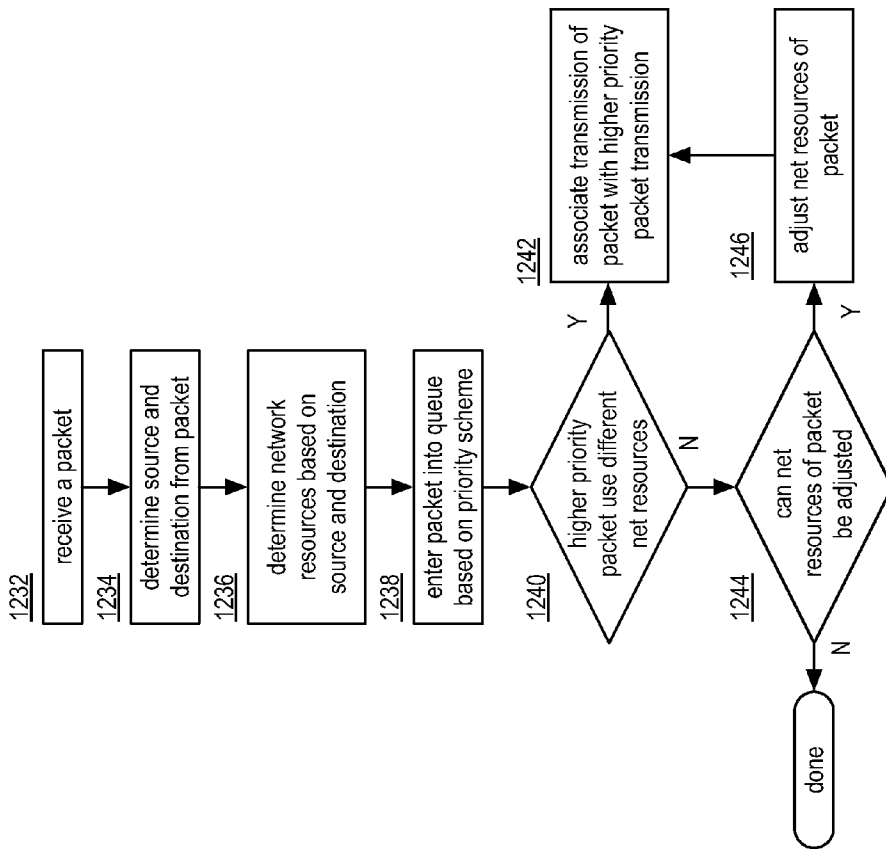 1232
receive a packet
1234
determine source and
destination from packet
1236
determine network
resources based on
source and destination
1238
enter packet into queue
based on priority scheme
1240
higher priority
packet use different
net resources
Y
N
1242
associate transmission of
packet with higher priority
packet transmission
1244
can net
resources of packet
be adjusted
Y
N
1246
adjust net resources of
packet
done